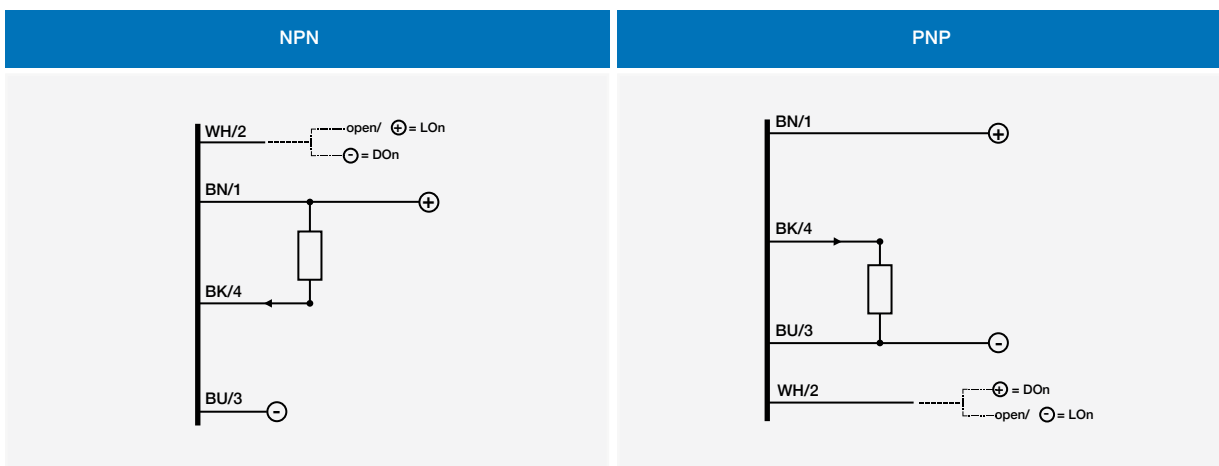 NPN
WH/2
open/ + = LOn
- = DOn
BN/1
+
BK/4
BU/3
-
PNP
BN/1
+
BK/4
BU/3
-
WH/2
+ = DOn
open/ - = LOn